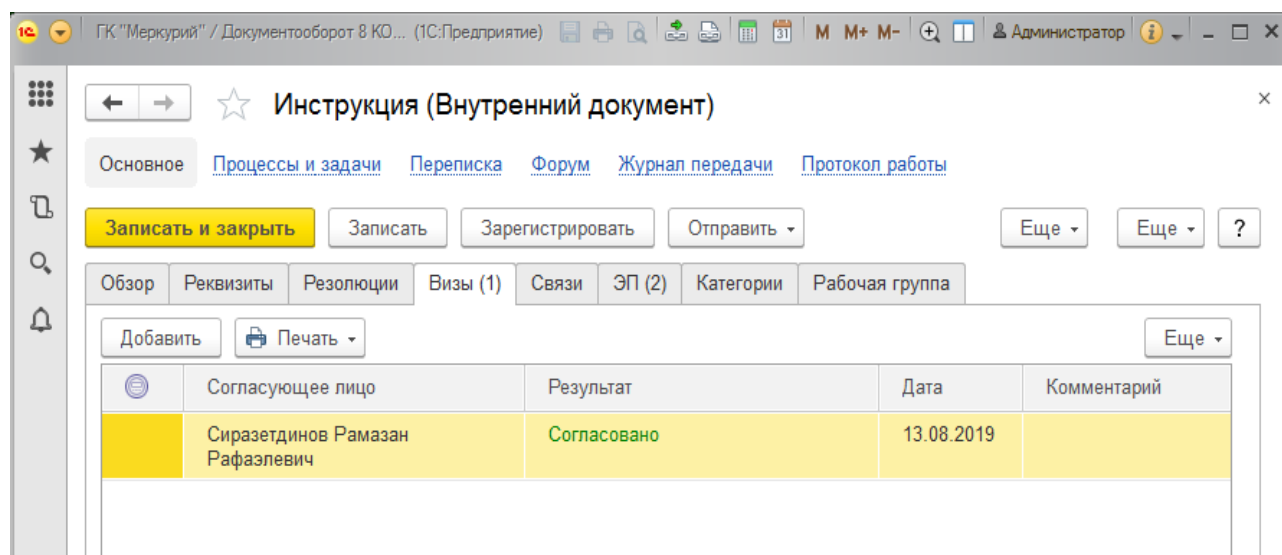 1С ГК "Меркурий" / Документооборот 8 КО... (1С:Предприятие) 31 M M+ M- Администратор i
Инструкция (Внутренний документ)
Основное Процессы и задачи Переписка Форум Журнал передачи Протокол работы
Записать и закрыть Записать Зарегистрировать Отправить Еще Еще ?
Обзор Реквизиты Резолюции Визы (1) Связи ЭП (2) Категории Рабочая группа
Добавить Печать Еще
Согласующее лицо Результат Дата Комментарий
Сиразетдинов Рамазан Согласовано 13.08.2019
Рафаэлевич